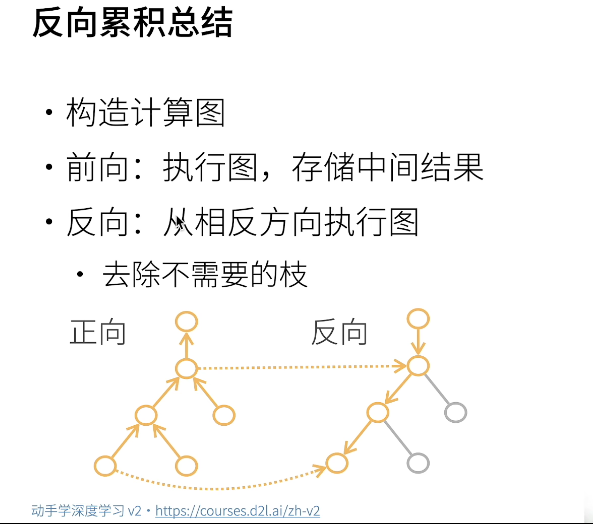 反向累积总结
• 构造计算图
• 前向：执行图，存储中间结果
• 反向：从相反方向执行图
• 去除不需要的枝
正向 反向
动手学深度学习 v2 • https://courses.d2l.ai/zh-v2